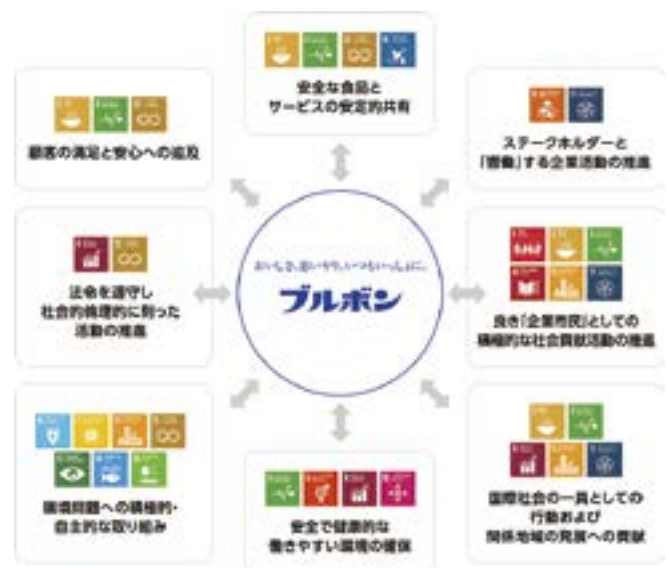 安全な食品と
サービスの安定的共有
顧客の満足と安心への追及
ステークホルダーと
「響働」する企業活動の推進
法令を遵守し
社会的倫理的に則った
活動の推進
おいしさ、思いやり、いつもいっしょに。
ブルボン
良き「企業市民」としての
積極的な社会貢献活動の推進
環境問題への積極的・
自主的な取り組み
安全で健康的な
働きやすい環境の確保
国際社会の一員としての
行動および
関係地域の発展への貢献